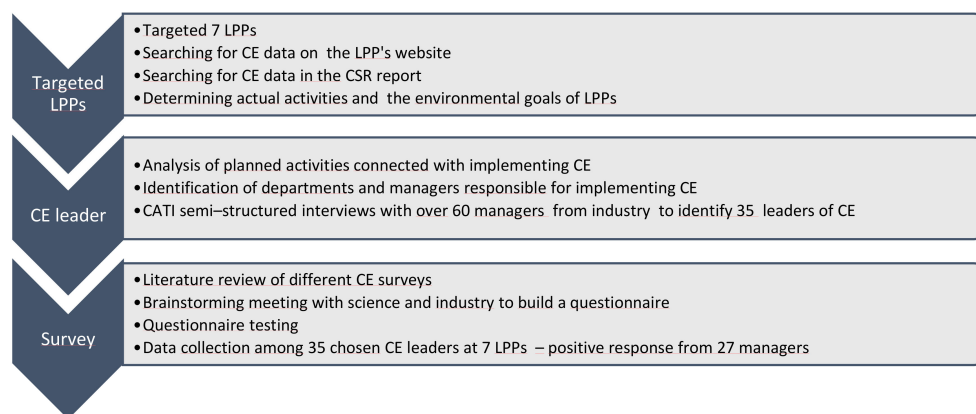 Targeted
LPPs
•Targeted 7 LPPs
•Searching for CE data on the LPP's website
•Searching for CE data in the CSR report
•Determining actual activities and the environmental goals of LPPs
CE leader
•Analysis of planned activities connected with implementing CE
•Identification of departments and managers responsible for implementing CE
•CATI semi–structured interviews with over 60 managers from industry to identify 35 leaders of CE
Survey
•Literature review of different CE surveys
•Brainstorming meeting with science and industry to build a questionnaire
•Questionnaire testing
•Data collection among 35 chosen CE leaders at 7 LPPs – positive response from 27 managers